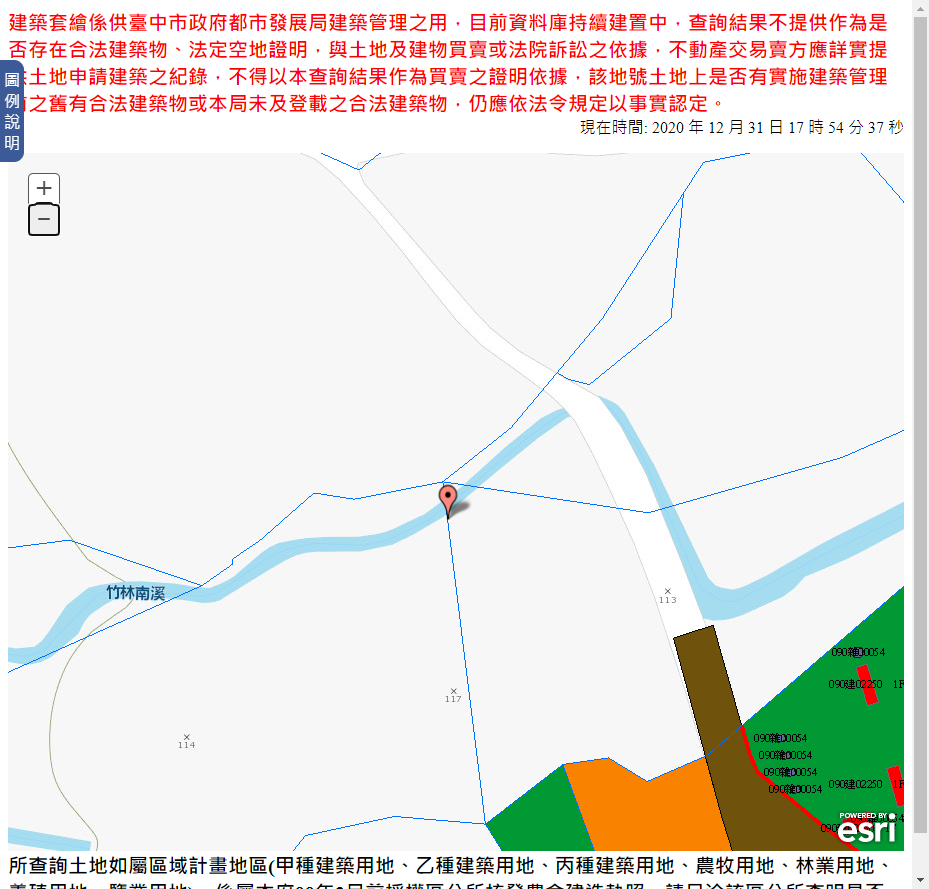 建築套繪係供臺中市政府都市發展局建築管理之用，目前資料庫持續建置中，查詢結果不提供作為是
否存在合法建築物、法定空地證明，與土地及建物買賣或法院訴訟之依據，不動產交易賣方應詳實提
土地申請建築之紀錄，不得以本查詢結果作為買賣之證明依據，該地號土地上是否有實施建築管理
之舊有合法建築物或本局未及登載之合法建築物，仍應依法令規定以事實認定。
圖例說明
現在時間: 2020 年 12 月 31 日 17 時 54 分 37 秒
+
−
竹林南溪
113
117
114
090雜00054
090建02250 1F
090雜00054
090雜00054
090雜00054
090雜00054
090建02250 1F
POWERED BY
esri
所查詢土地如屬區域計畫地區(甲種建築用地、乙種建築用地、丙種建築用地、農牧用地、林業用地、